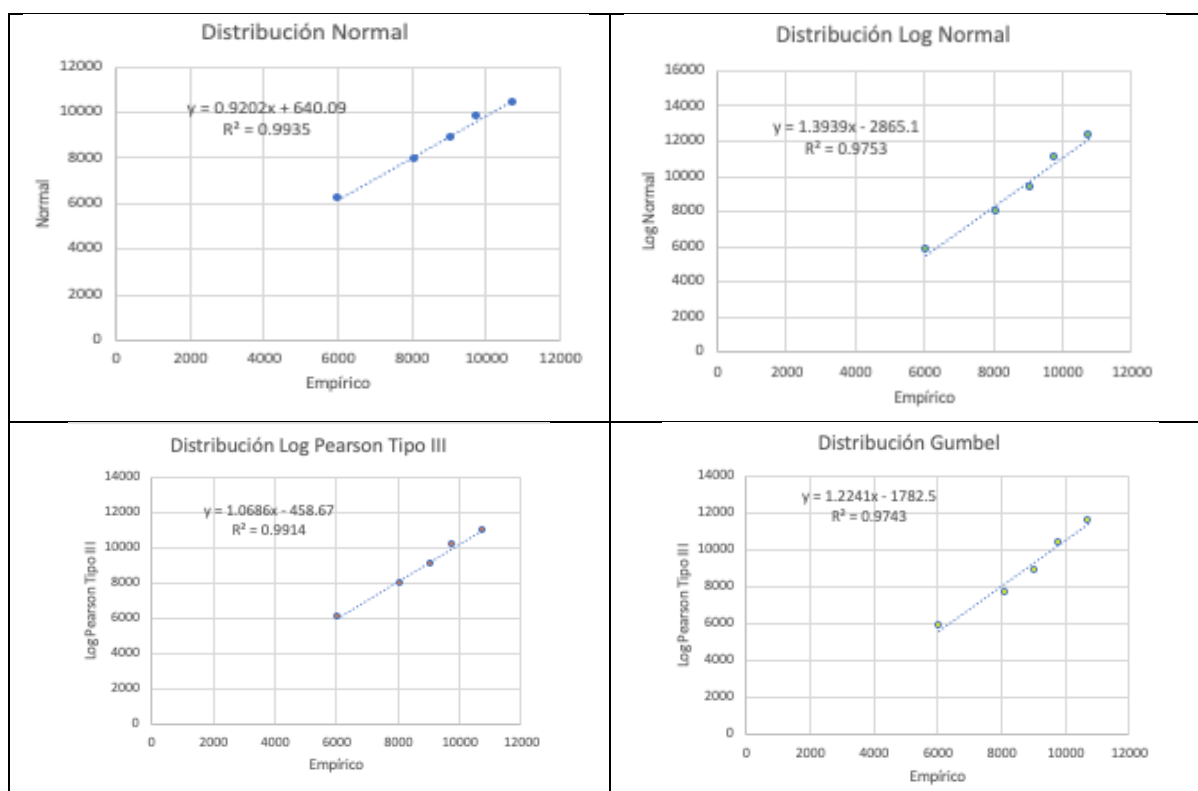 Distribución Normal
12000
10000
8000
6000
4000
2000
0
y = 0.9202x + 640.09
R² = 0.9935
Normal
0 2000 4000 6000 8000 10000 12000
Empírico
Distribución Log Normal
16000
14000
12000
10000
8000
6000
4000
2000
0
y = 1.3939x - 2865.1
R² = 0.9753
Log Normal
0 2000 4000 6000 8000 10000 12000
Empírico
Distribución Log Pearson Tipo III
14000
12000
10000
8000
6000
4000
2000
0
y = 1.0686x - 458.67
R² = 0.9914
Log Pearson Tipo III
0 2000 4000 6000 8000 10000 12000
Empírico
Distribución Gumbel
14000
12000
10000
8000
6000
4000
2000
0
y = 1.2241x - 1782.5
R² = 0.9743
Log Pearson Tipo III
0 2000 4000 6000 8000 10000 12000
Empírico